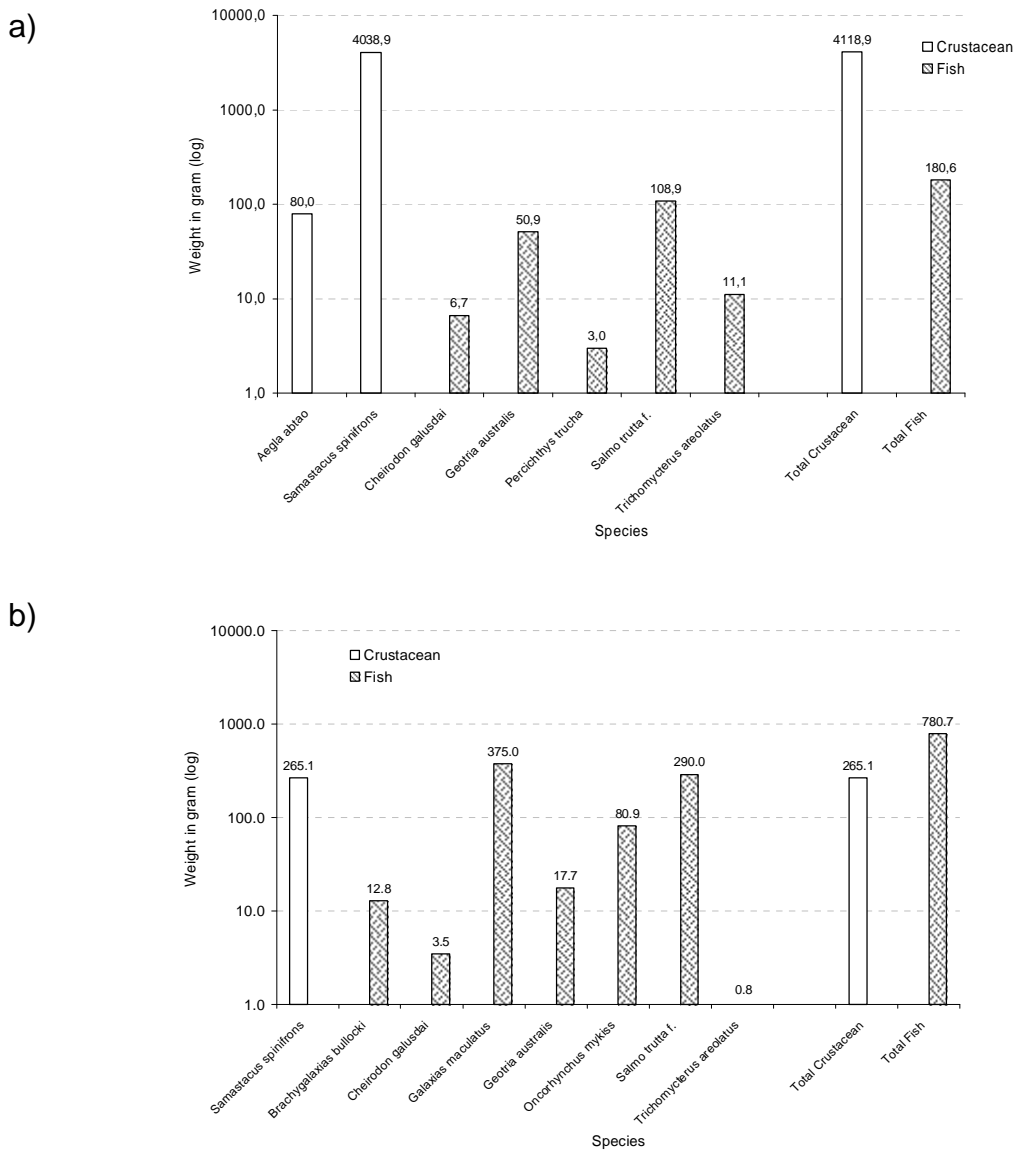 a)
10000,0
1000,0
100,0
10,0
1,0
Weight in gram (log)
80,0
4038,9
6,7
50,9
3,0
108,9
11,1
4118,9
180,6
Crustacean
Fish
Aegla abtao
Samastacus spinifrons
Cheirodon galusdai
Geotria australis
Percichthys trucha
Salmo trutta f.
Trichomycterus areolatus
Total Crustacean
Total Fish
Species
b)
10000.0
1000.0
100.0
10.0
1.0
Weight in gram (log)
Crustacean
Fish
265.1
12.8
3.5
375.0
17.7
80.9
290.0
0.8
265.1
780.7
Samastacus spinifrons
Brachygalaxias bullocki
Cheirodon galusdai
Galaxias maculatus
Geotria australis
Oncorhynchus mykiss
Salmo trutta f.
Trichomycterus areolatus
Total Crustacean
Total Fish
Species